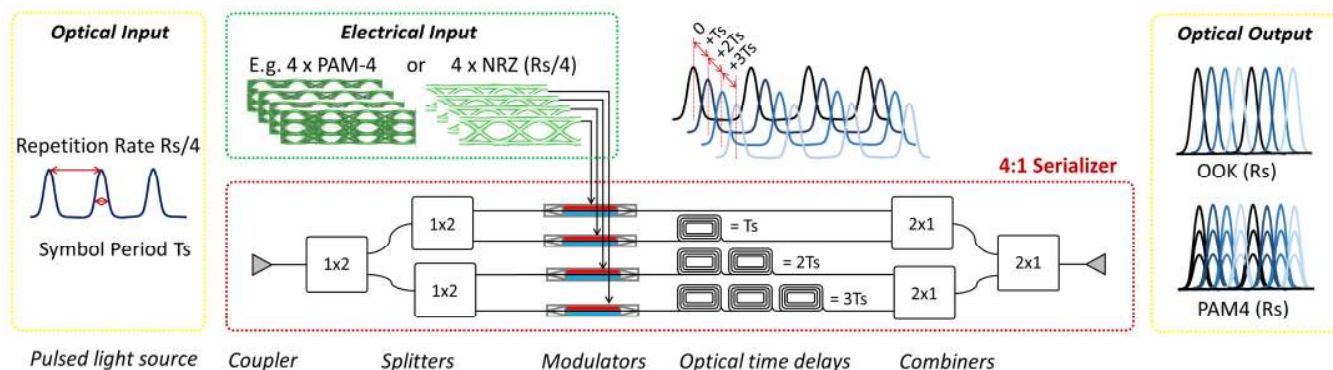 Optical Input
Repetition Rate Rs/4
Symbol Period Ts
Electrical Input
E.g. 4 x PAM-4 or 4 x NRZ (Rs/4)
0
+Ts
+2Ts
+3Ts
4:1 Serializer
1x2
1x2
1x2
= Ts
= 2Ts
= 3Ts
2x1
2x1
2x1
Optical Output
OOK (Rs)
PAM4 (Rs)
Pulsed light source Coupler Splitters Modulators Optical time delays Combiners